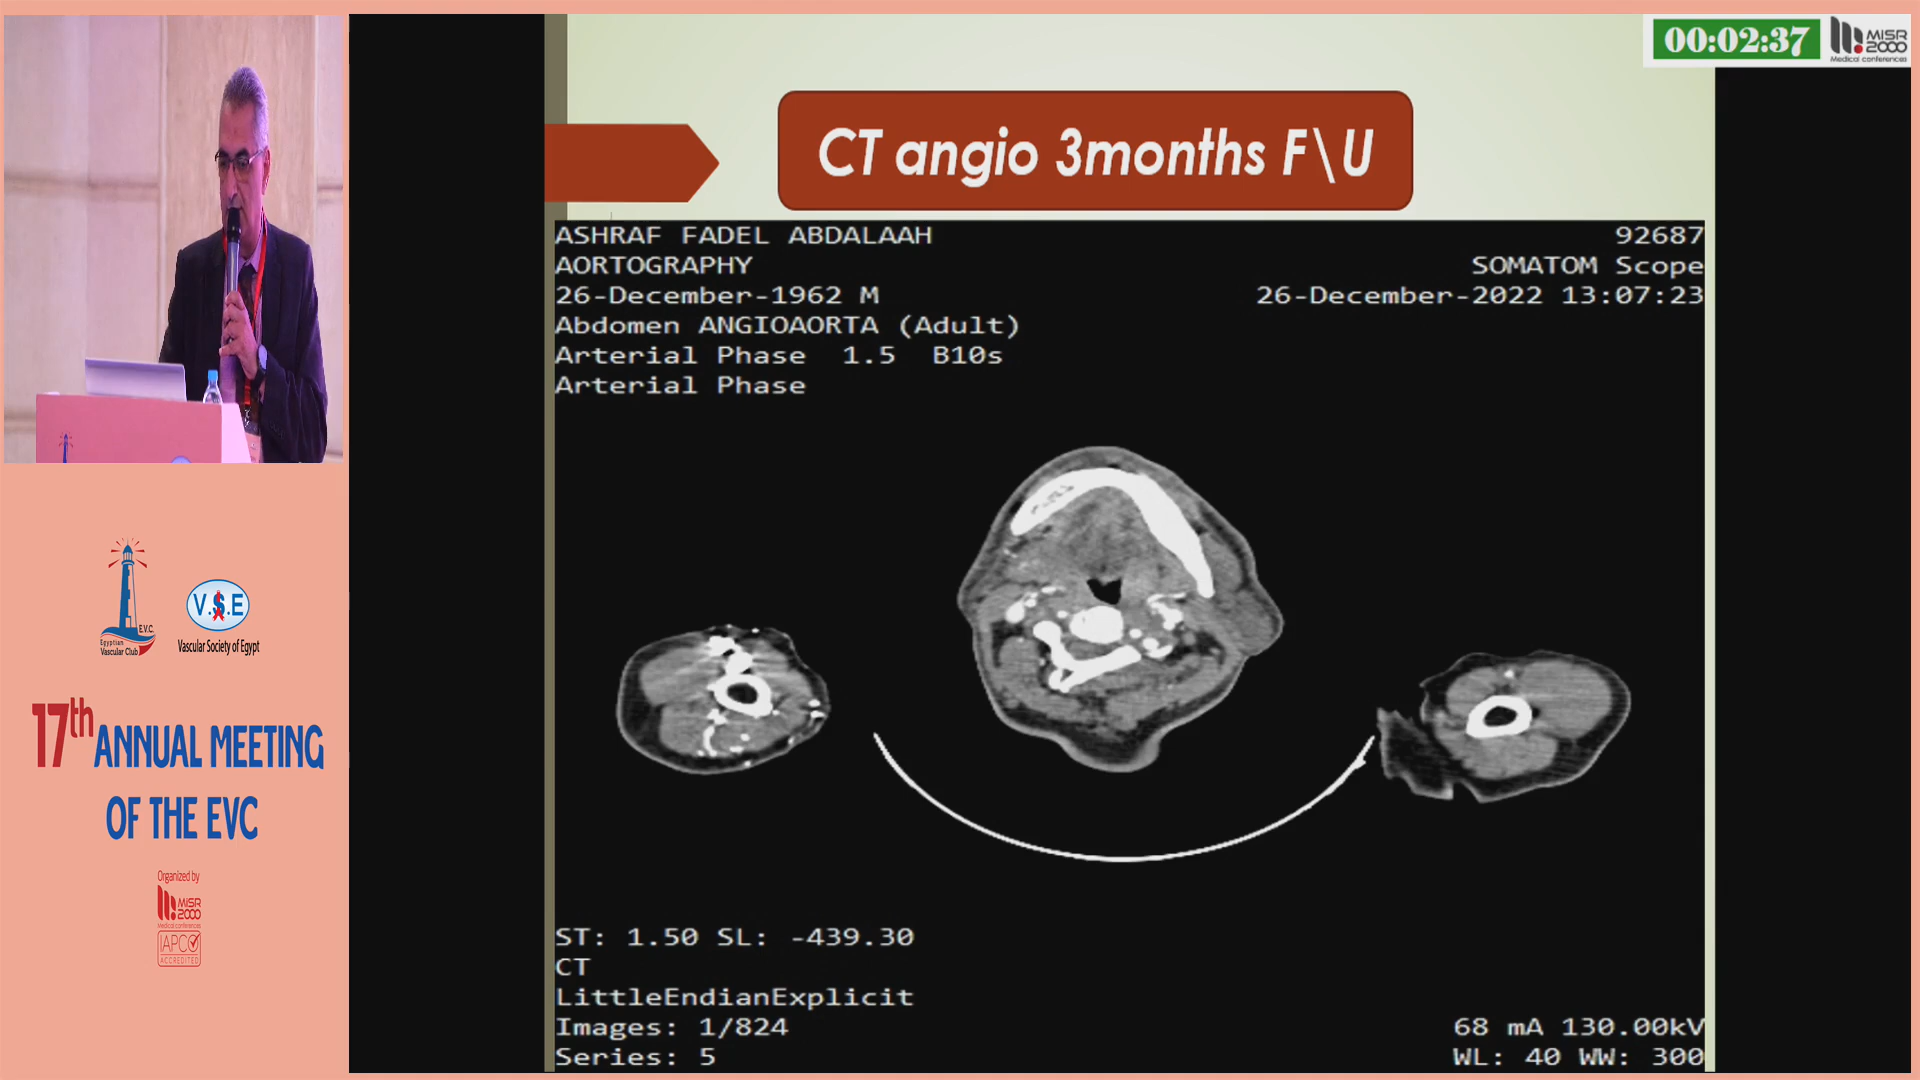 00:02:37
MISR
2000
Medical conferences
CT angio 3months F\U
ASHRAF FADEL ABDALAAH
92687
AORTOGRAPHY
SOMATOM Scope
26-December-1962 M
26-December-2022 13:07:23
Abdomen ANGIOAORTA (Adult)
Arterial Phase 1.5 B10s
Arterial Phase
E.V.C.
Egyptian
Vascular Club
V.S.E
Vascular Society of Egypt
17th ANNUAL MEETING
OF THE EVC
Organized by
MISR
2000
Medical conferences
IAPCO
ACCREDITED
ST: 1.50 SL: -439.30
CT
LittleEndianExplicit
Images: 1/824
68 mA 130.00kV
Series: 5
WL: 40 WW: 300